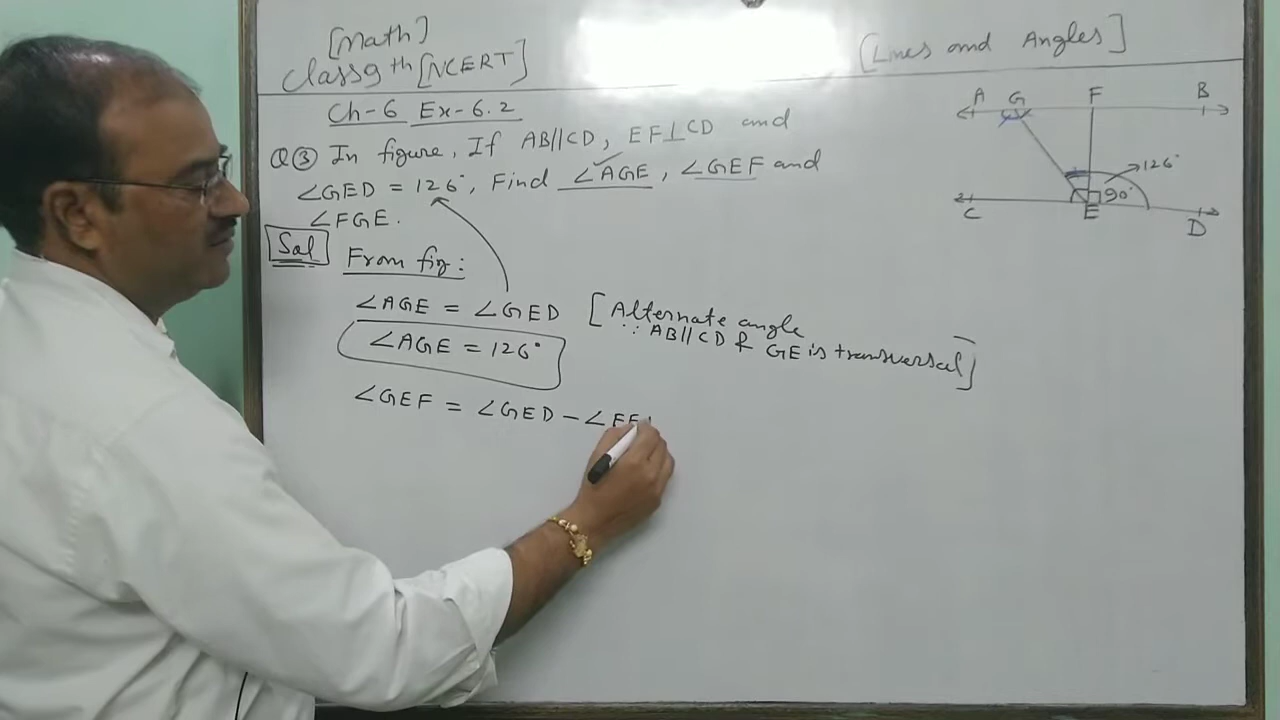 [Math]
Class 9th [NCERT]
[Lines and Angles]
Ch-6 Ex-6.2
Q③ In figure, If AB∥CD, EF⊥CD and
∠GED = 126°, Find ∠AGE, ∠GEF and
∠FGE.
Sol From fig:
∠AGE = ∠GED [Alternate angle
∵ AB∥CD & GE is transversal]
∠AGE = 126°
∠GEF = ∠GED − ∠FE
A G F B
126°
90°
C E D